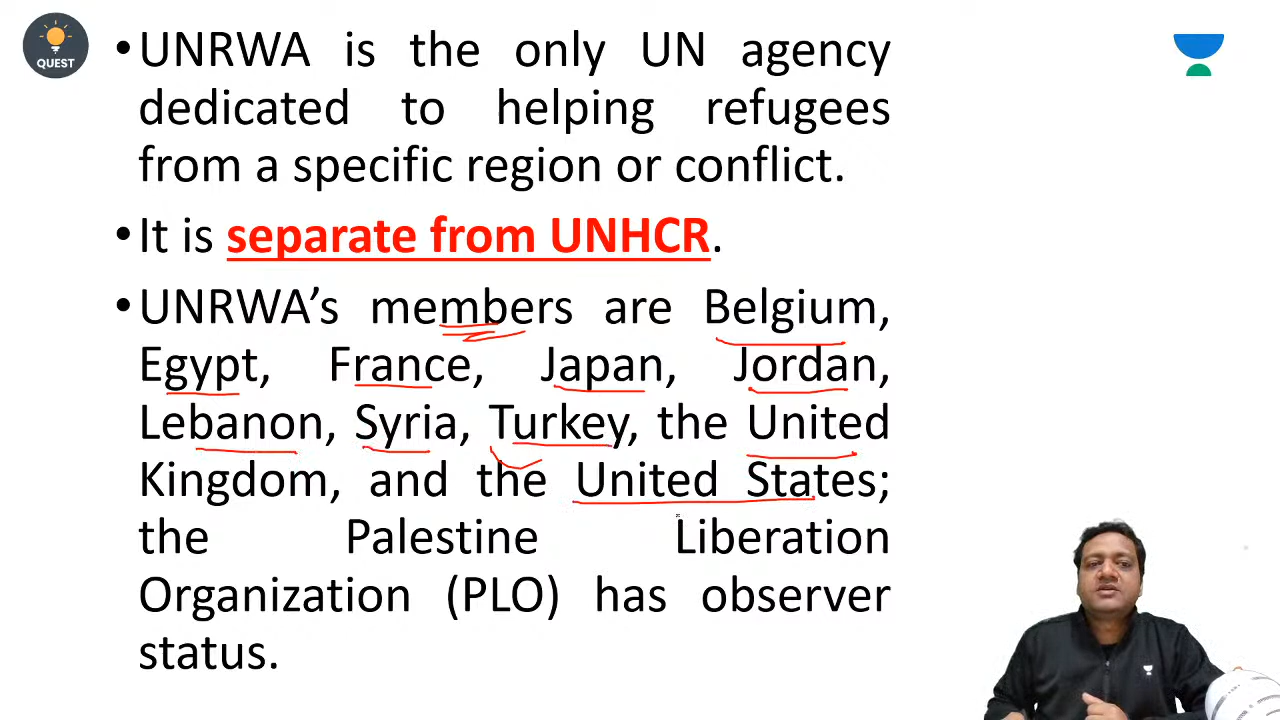 QUEST
• UNRWA is the only UN agency
dedicated to helping refugees
from a specific region or conflict.
• It is separate from UNHCR.
• UNRWA’s members are Belgium,
Egypt, France, Japan, Jordan,
Lebanon, Syria, Turkey, the United
Kingdom, and the United States;
the Palestine Liberation
Organization (PLO) has observer
status.